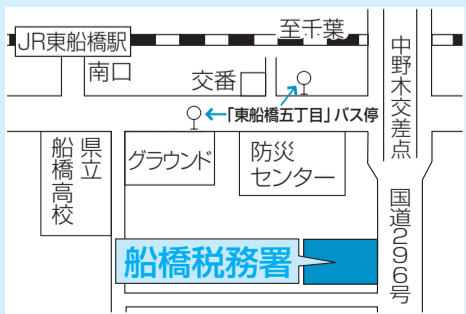 JR東船橋駅
至千葉
南口
交番
「東船橋五丁目」バス停
中野木交差点
県立
船橋高校
グラウンド
防災
センター
国道296号
船橋税務署